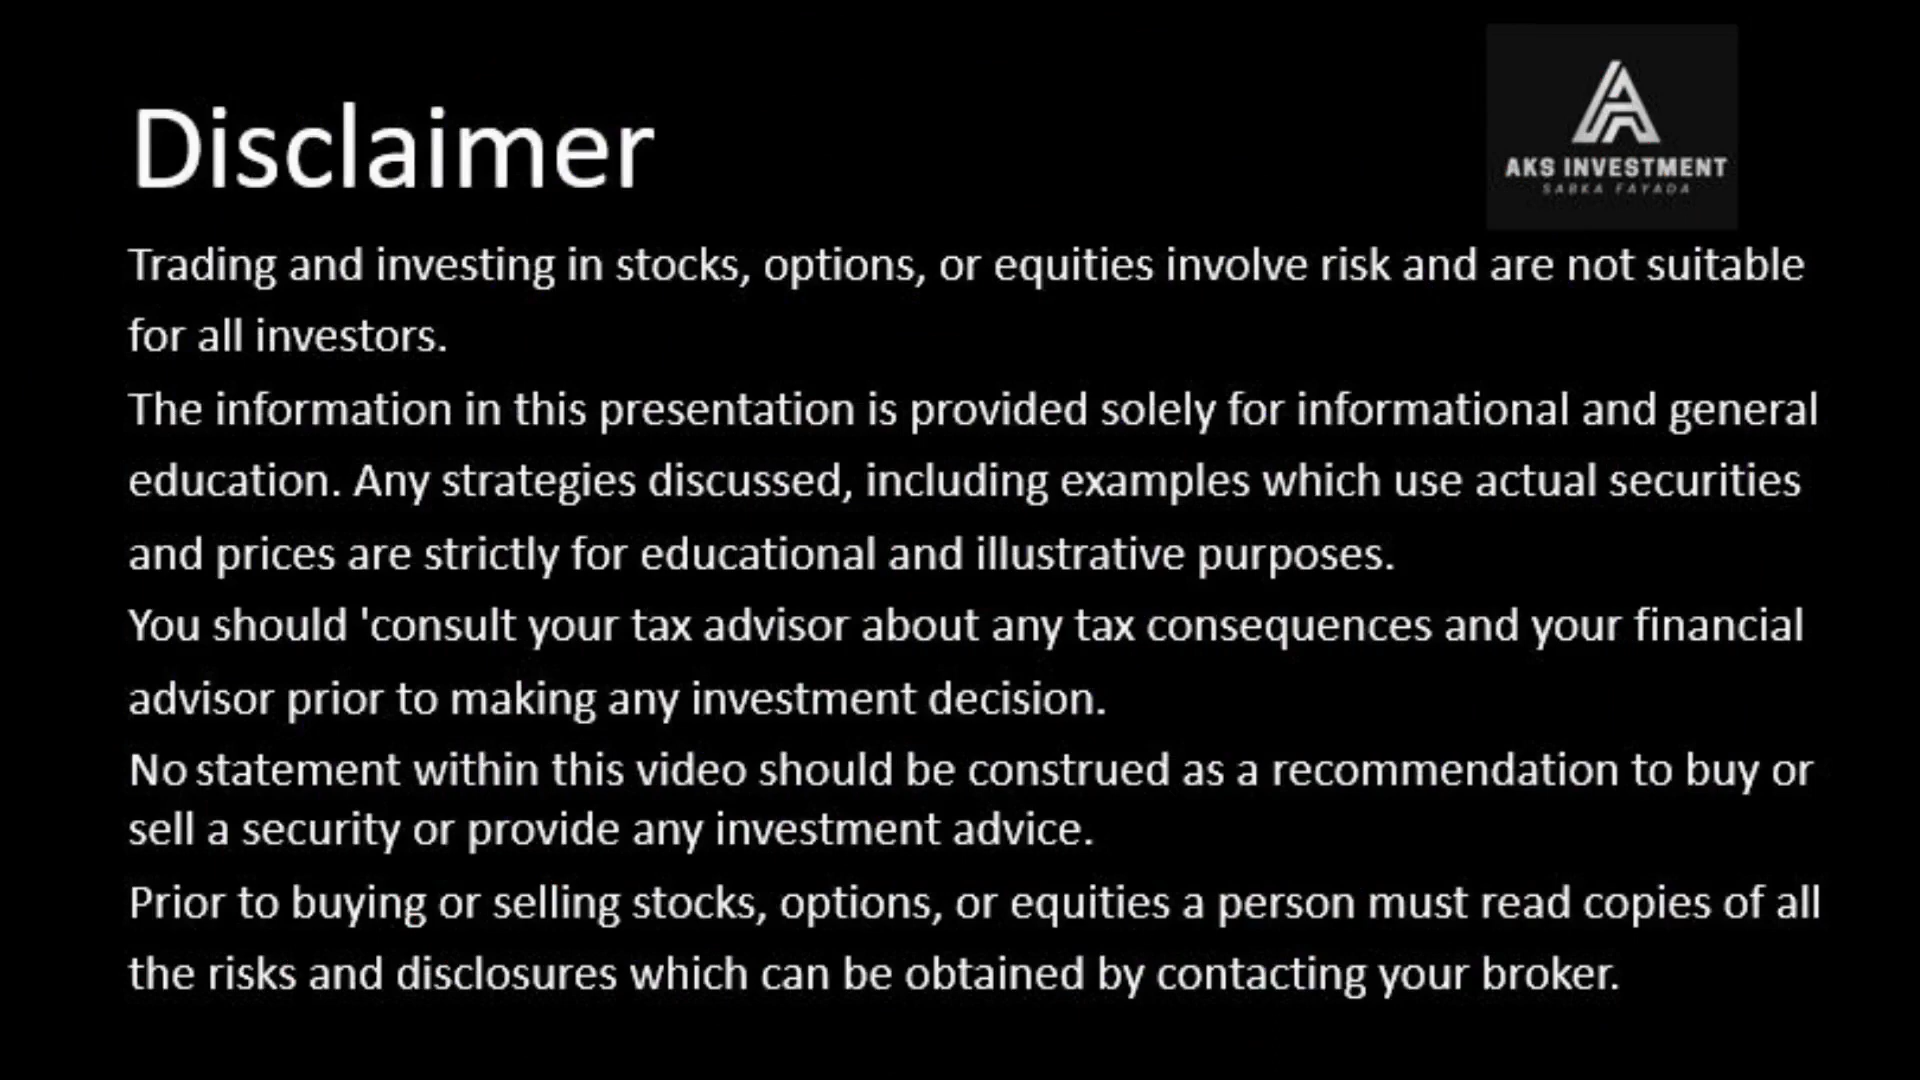 AKS INVESTMENT
SABKA FAYADA
Disclaimer
Trading and investing in stocks, options, or equities involve risk and are not suitable
for all investors.
The information in this presentation is provided solely for informational and general
education. Any strategies discussed, including examples which use actual securities
and prices are strictly for educational and illustrative purposes.
You should 'consult your tax advisor about any tax consequences and your financial
advisor prior to making any investment decision.
No statement within this video should be construed as a recommendation to buy or
sell a security or provide any investment advice.
Prior to buying or selling stocks, options, or equities a person must read copies of all
the risks and disclosures which can be obtained by contacting your broker.